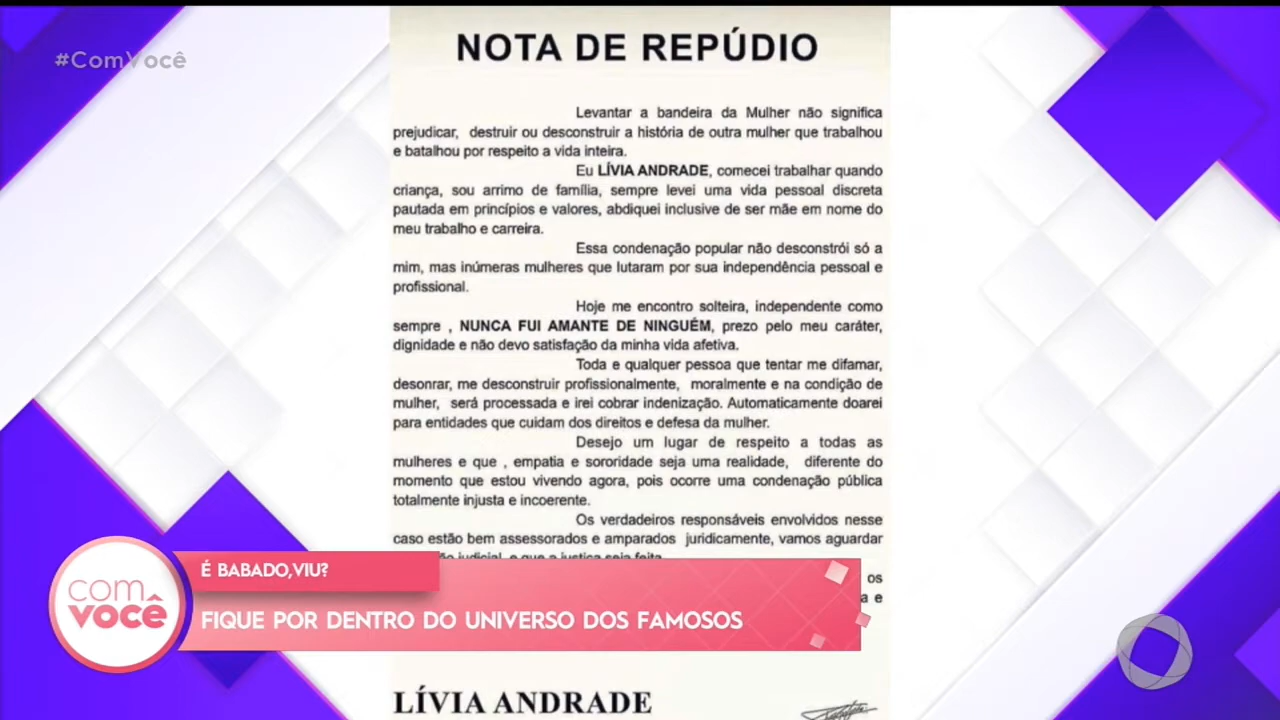 #ComVocê
NOTA DE REPÚDIO
Levantar a bandeira da Mulher não significa
prejudicar, destruir ou desconstruir a história de outra mulher que trabalhou
e batalhou por respeito a vida inteira.
Eu LÍVIA ANDRADE, comecei trabalhar quando
criança, sou arrimo de família, sempre levei uma vida pessoal discreta
pautada em princípios e valores, abdiquei inclusive de ser mãe em nome do
meu trabalho e carreira.
Essa condenação popular não desconstrói só a
mim, mas inúmeras mulheres que lutaram por sua independência pessoal e
profissional.
Hoje me encontro solteira, independente como
sempre , NUNCA FUI AMANTE DE NINGUÉM, prezo pelo meu caráter,
dignidade e não devo satisfação da minha vida afetiva.
Toda e qualquer pessoa que tentar me difamar,
desonrar, me desconstruir profissionalmente, moralmente e na condição de
mulher, será processada e irei cobrar indenização. Automaticamente doarei
para entidades que cuidam dos direitos e defesa da mulher.
Desejo um lugar de respeito a todas as
mulheres e que , empatia e sororidade seja uma realidade, diferente do
momento que estou vivendo agora, pois ocorre uma condenação pública
totalmente injusta e incoerente.
Os verdadeiros responsáveis envolvidos nesse
caso estão bem assessorados e amparados juridicamente, vamos aguardar
judicial, e que a justiça seja feita.
os
e
É BABADO,VIU?
com você
FIQUE POR DENTRO DO UNIVERSO DOS FAMOSOS
LÍVIA ANDRADE